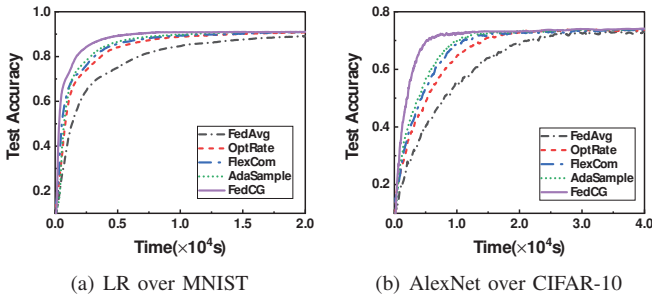 1.0
0.8
0.6
0.4
0.2
Test Accuracy
FedAvg
OptRate
FlexCom
AdaSample
FedCG
0.0 0.5 1.0 1.5 2.0
Time(×10⁴s)
(a) LR over MNIST
0.8
0.6
0.4
0.2
Test Accuracy
FedAvg
OptRate
FlexCom
AdaSample
FedCG
0.0 1.0 2.0 3.0 4.0
Time(×10⁴s)
(b) AlexNet over CIFAR-10